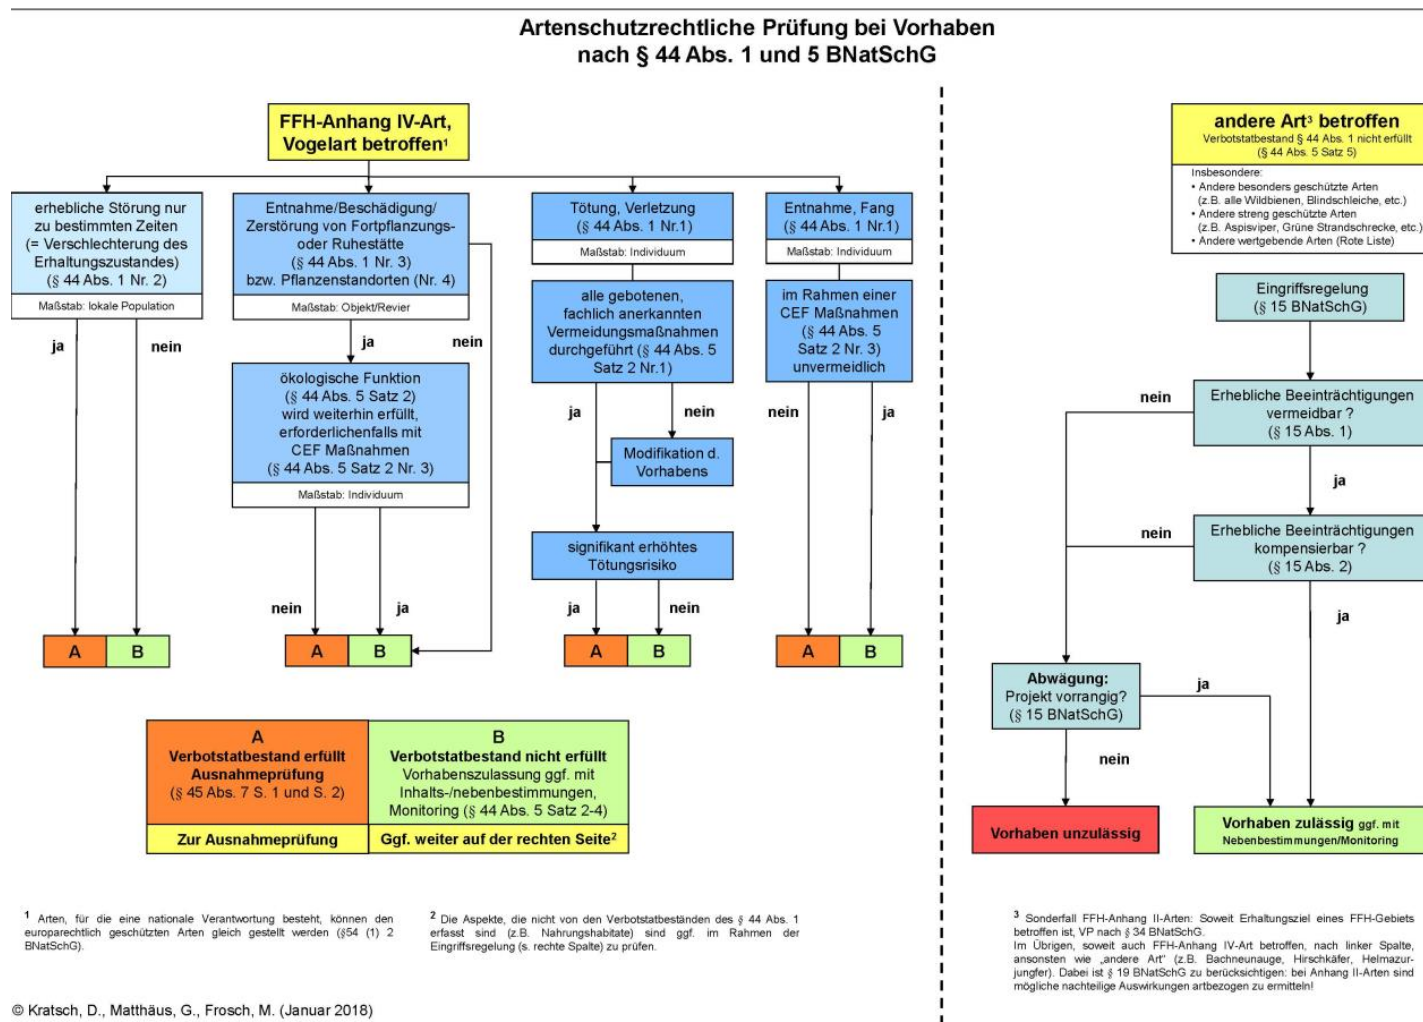 Artenschutzrechtliche Prüfung bei Vorhaben
nach § 44 Abs. 1 und 5 BNatSchG
FFH-Anhang IV-Art,
Vogelart betroffen¹
erhebliche Störung nur
zu bestimmten Zeiten
(= Verschlechterung des
Erhaltungszustandes)
(§ 44 Abs. 1 Nr. 2)
Maßstab: lokale Population
ja
nein
Entnahme/Beschädigung/
Zerstörung von Fortpflanzungs-
oder Ruhestätte
(§ 44 Abs. 1 Nr. 3)
bzw. Pflanzenstandorten (Nr. 4)
Maßstab: Objekt/Revier
ja
nein
ökologische Funktion
(§ 44 Abs. 5 Satz 2)
wird weiterhin erfüllt,
erforderlichenfalls mit
CEF Maßnahmen
(§ 44 Abs. 5 Satz 2 Nr. 3)
Maßstab: Individuum
nein
ja
Tötung, Verletzung
(§ 44 Abs. 1 Nr.1)
Maßstab: Individuum
alle gebotenen,
fachlich anerkannten
Vermeidungsmaßnahmen
durchgeführt (§ 44 Abs. 5
Satz 2 Nr.1)
ja
nein
Modifikation d.
Vorhabens
signifikant erhöhtes
Tötungsrisiko
ja
nein
Entnahme, Fang
(§ 44 Abs. 1 Nr.1)
Maßstab: Individuum
im Rahmen einer
CEF Maßnahmen
(§ 44 Abs. 5
Satz 2 Nr. 3)
unvermeidlich
nein
ja
A
B
A
B
A
B
A
B
A
Verbotstatbestand erfüllt
Ausnahmeprüfung
(§ 45 Abs. 7 S. 1 und S. 2)
Zur Ausnahmeprüfung
B
Verbotstatbestand nicht erfüllt
Vorhabenszulassung ggf. mit
Inhalts-/nebenbestimmungen,
Monitoring (§ 44 Abs. 5 Satz 2-4)
Ggf. weiter auf der rechten Seite²
andere Art³ betroffen
Verbotstatbestand § 44 Abs. 1 nicht erfüllt
(§ 44 Abs. 5 Satz 5)
Insbesondere:
• Andere besonders geschützte Arten
(z.B. alle Wildbienen, Blindschleiche, etc.)
• Andere streng geschützte Arten
(z.B. Aspisviper, Grüne Strandschrecke, etc.)
• Andere wertgebende Arten (Rote Liste)
Eingriffsregelung
(§ 15 BNatSchG)
nein
Erhebliche Beeinträchtigungen
vermeidbar ?
(§ 15 Abs. 1)
ja
nein
Erhebliche Beeinträchtigungen
kompensierbar ?
(§ 15 Abs. 2)
ja
Abwägung:
Projekt vorrangig?
(§ 15 BNatSchG)
ja
nein
Vorhaben unzulässig
Vorhaben zulässig ggf. mit
Nebenbestimmungen/Monitoring
¹ Arten, für die eine nationale Verantwortung besteht, können den
europarechtlich geschützten Arten gleich gestellt werden (§54 (1) 2
BNatSchG).
² Die Aspekte, die nicht von den Verbotstatbeständen des § 44 Abs. 1
erfasst sind (z.B. Nahrungshabitate) sind ggf. im Rahmen der
Eingriffsregelung (s. rechte Spalte) zu prüfen.
³ Sonderfall FFH-Anhang II-Arten: Soweit Erhaltungsziel eines FFH-Gebiets
betroffen ist, VP nach § 34 BNatSchG.
Im Übrigen, soweit auch FFH-Anhang IV-Art betroffen, nach linker Spalte,
ansonsten wie „andere Art“ (z.B. Bachneunauge, Hirschkäfer, Helmazur-
jungfer). Dabei ist § 19 BNatSchG zu berücksichtigen: bei Anhang II-Arten sind
mögliche nachteilige Auswirkungen artbezogen zu ermitteln!
© Kratsch, D., Matthäus, G., Frosch, M. (Januar 2018)